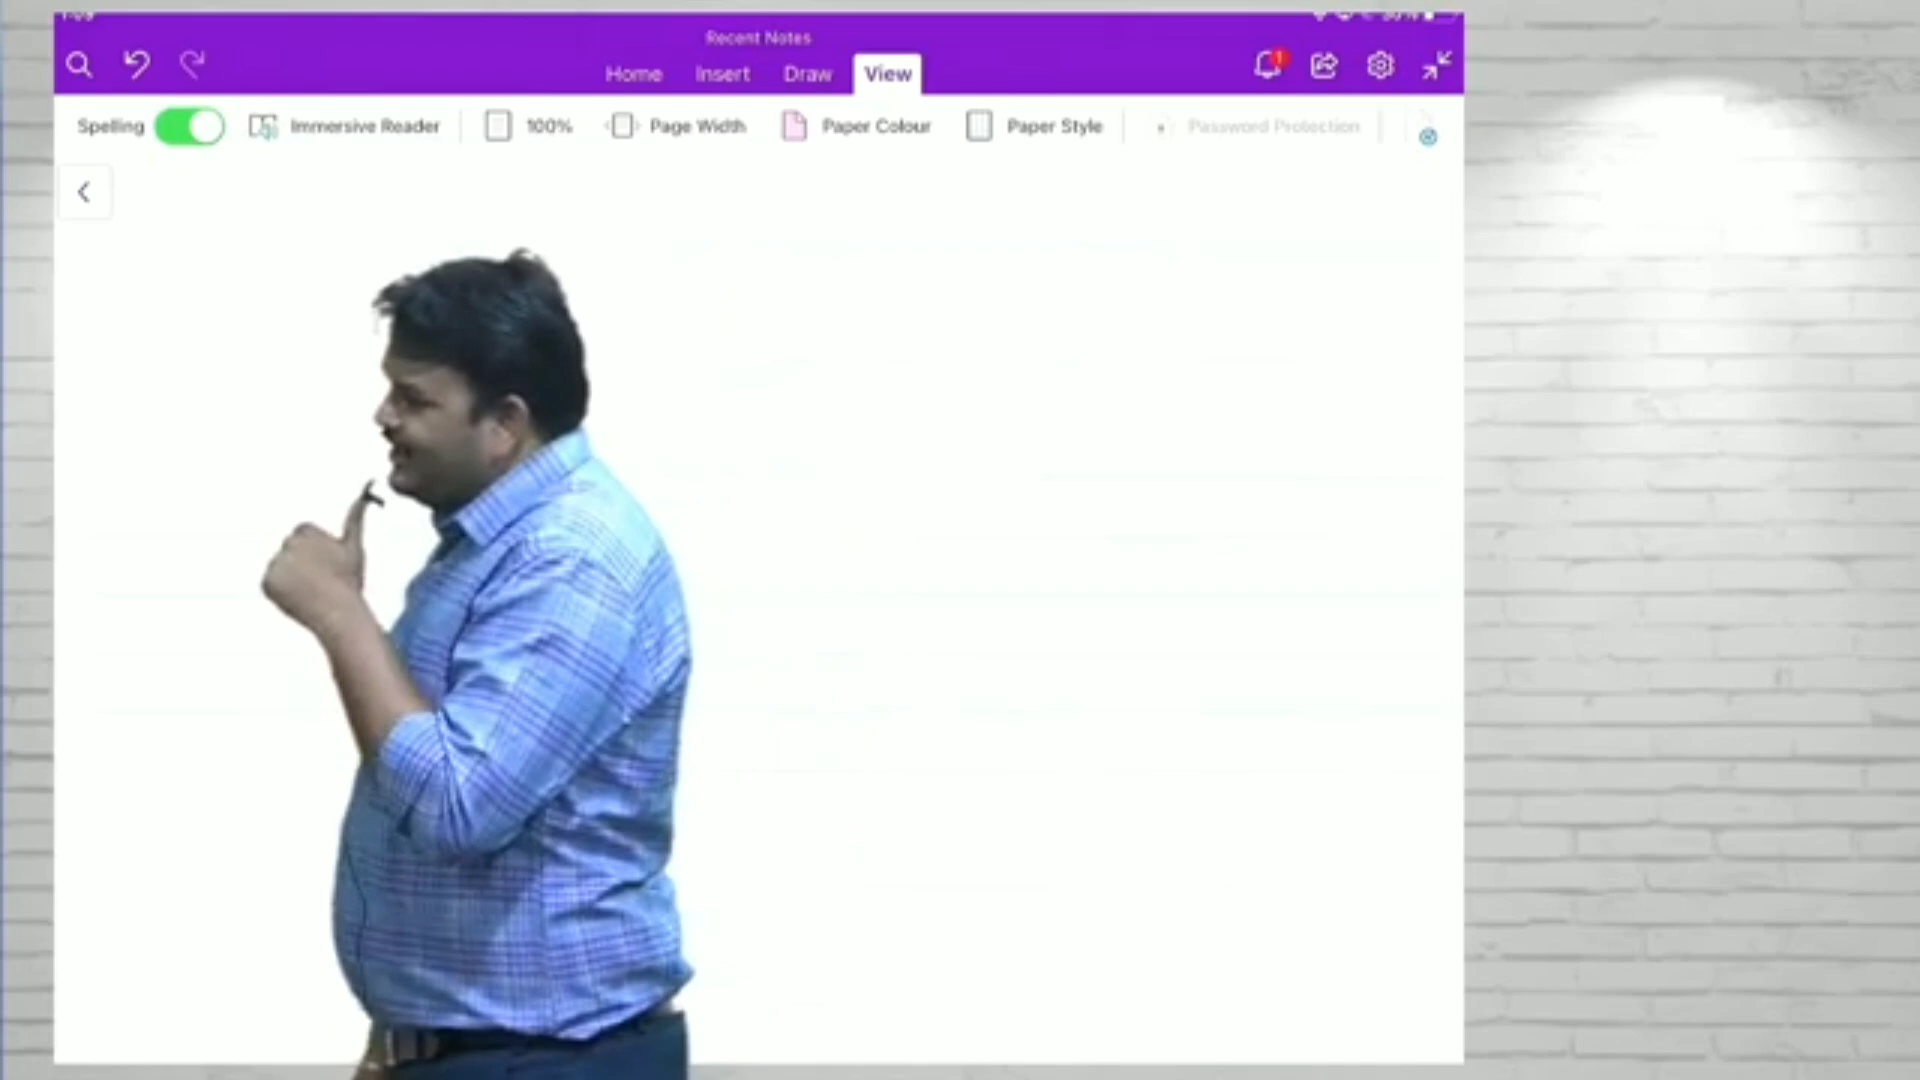 Recent Notes
Home Insert Draw View
Spelling Immersive Reader 100% Page Width Paper Colour Paper Style Password Protection